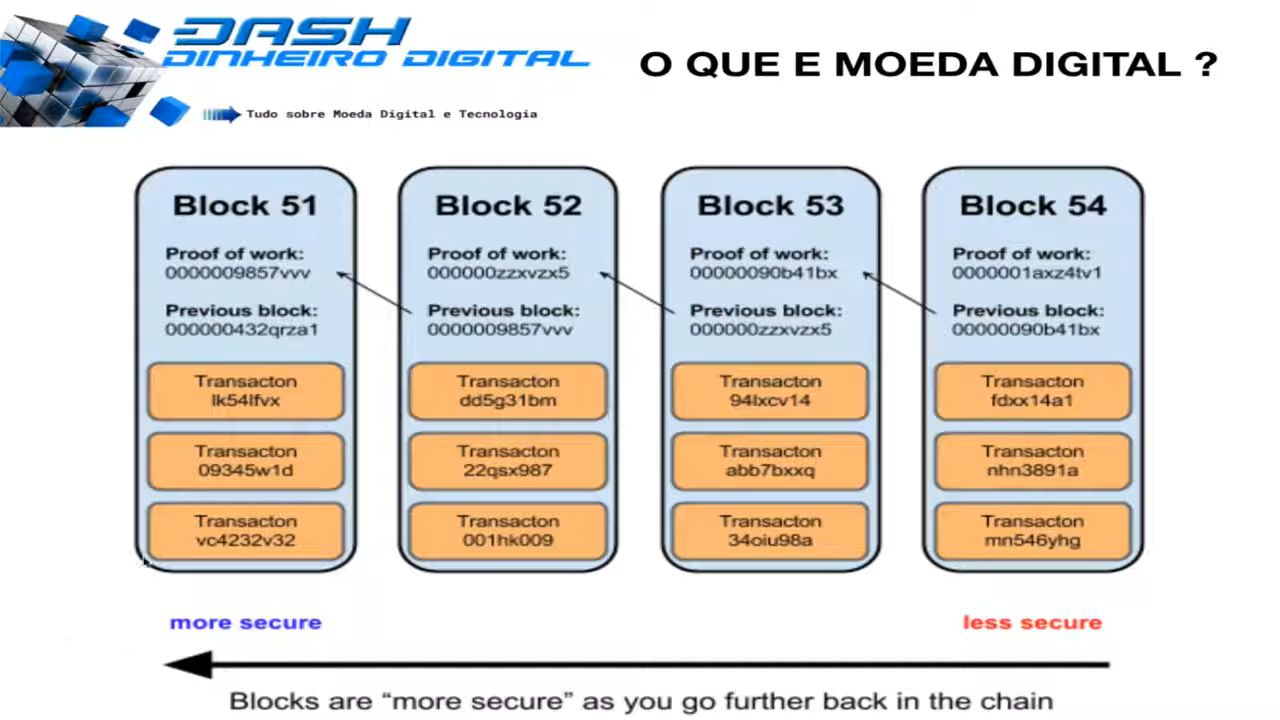 DASH
DINHEIRO DIGITAL
Tudo sobre Moeda Digital e Tecnologia
O QUE E MOEDA DIGITAL ?
Block 51
Proof of work:
0000009857vvv
Previous block:
000000432qrza1
Transacton
lk54lfvx
Transacton
09345w1d
Transacton
vc4232v32
Block 52
Proof of work:
000000zzxvzx5
Previous block:
0000009857vvv
Transacton
dd5g31bm
Transacton
22qsx987
Transacton
001hk009
Block 53
Proof of work:
00000090b41bx
Previous block:
000000zzxvzx5
Transacton
94lxcv14
Transacton
abb7bxxq
Transacton
34oiu98a
Block 54
Proof of work:
0000001axz4tv1
Previous block:
00000090b41bx
Transacton
fdxx14a1
Transacton
nhn3891a
Transacton
mn546yhg
more secure
less secure
Blocks are “more secure” as you go further back in the chain